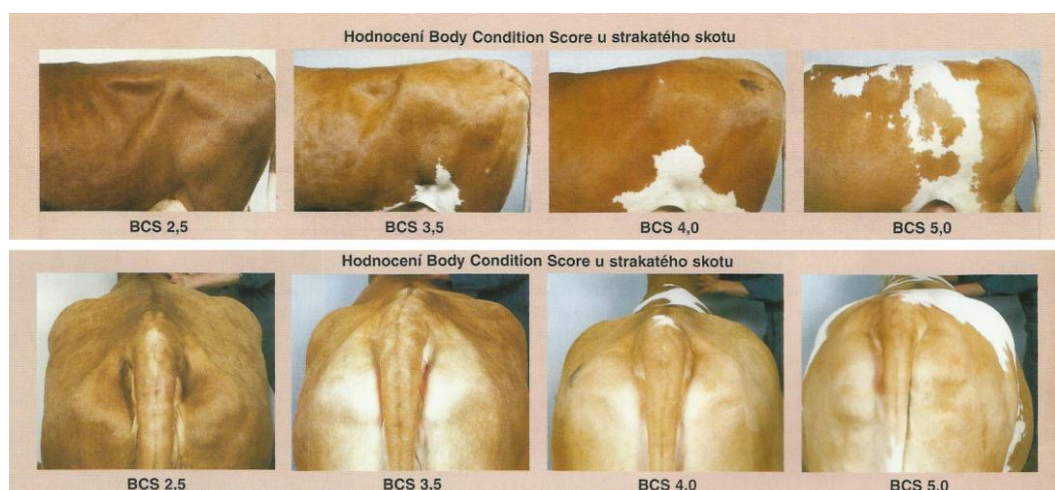 Hodnocení Body Condition Score u strakatého skotu
BCS 2,5 BCS 3,5 BCS 4,0 BCS 5,0
Hodnocení Body Condition Score u strakatého skotu
BCS 2,5 BCS 3,5 BCS 4,0 BCS 5,0